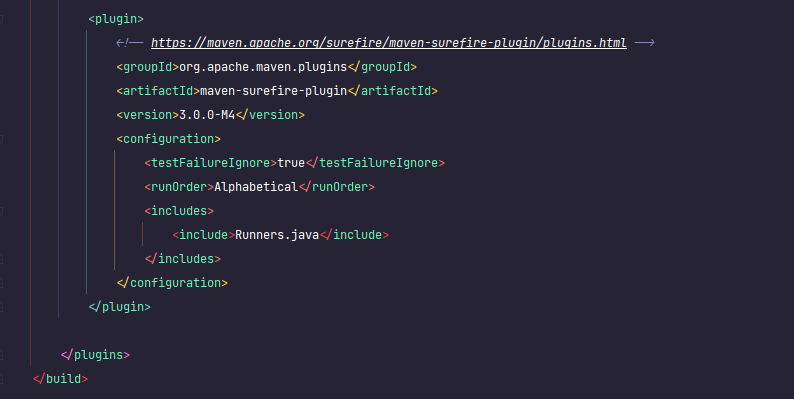 <plugin>
<!-- https://maven.apache.org/surefire/maven-surefire-plugin/plugins.html -->
<groupId>org.apache.maven.plugins</groupId>
<artifactId>maven-surefire-plugin</artifactId>
<version>3.0.0-M4</version>
<configuration>
<testFailureIgnore>true</testFailureIgnore>
<runOrder>Alphabetical</runOrder>
<includes>
<include>Runners.java</include>
</includes>
</configuration>
</plugin>
</plugins>
</build>